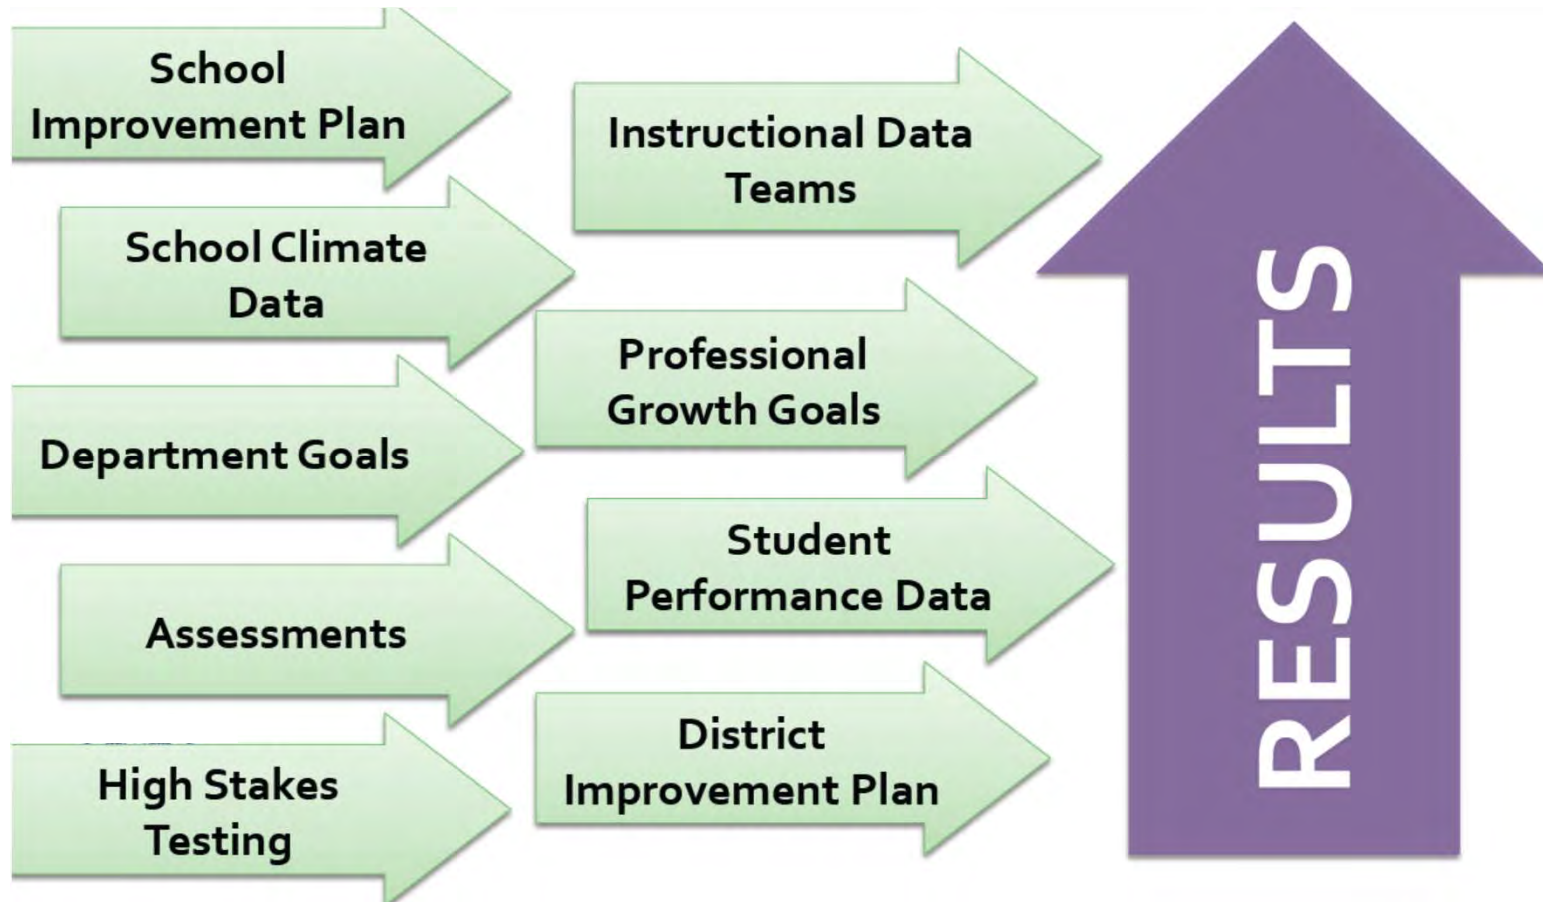 School
Improvement Plan
School Climate
Data
Department Goals
Assessments
High Stakes
Testing
Instructional Data
Teams
Professional
Growth Goals
Student
Performance Data
District
Improvement Plan
RESULTS